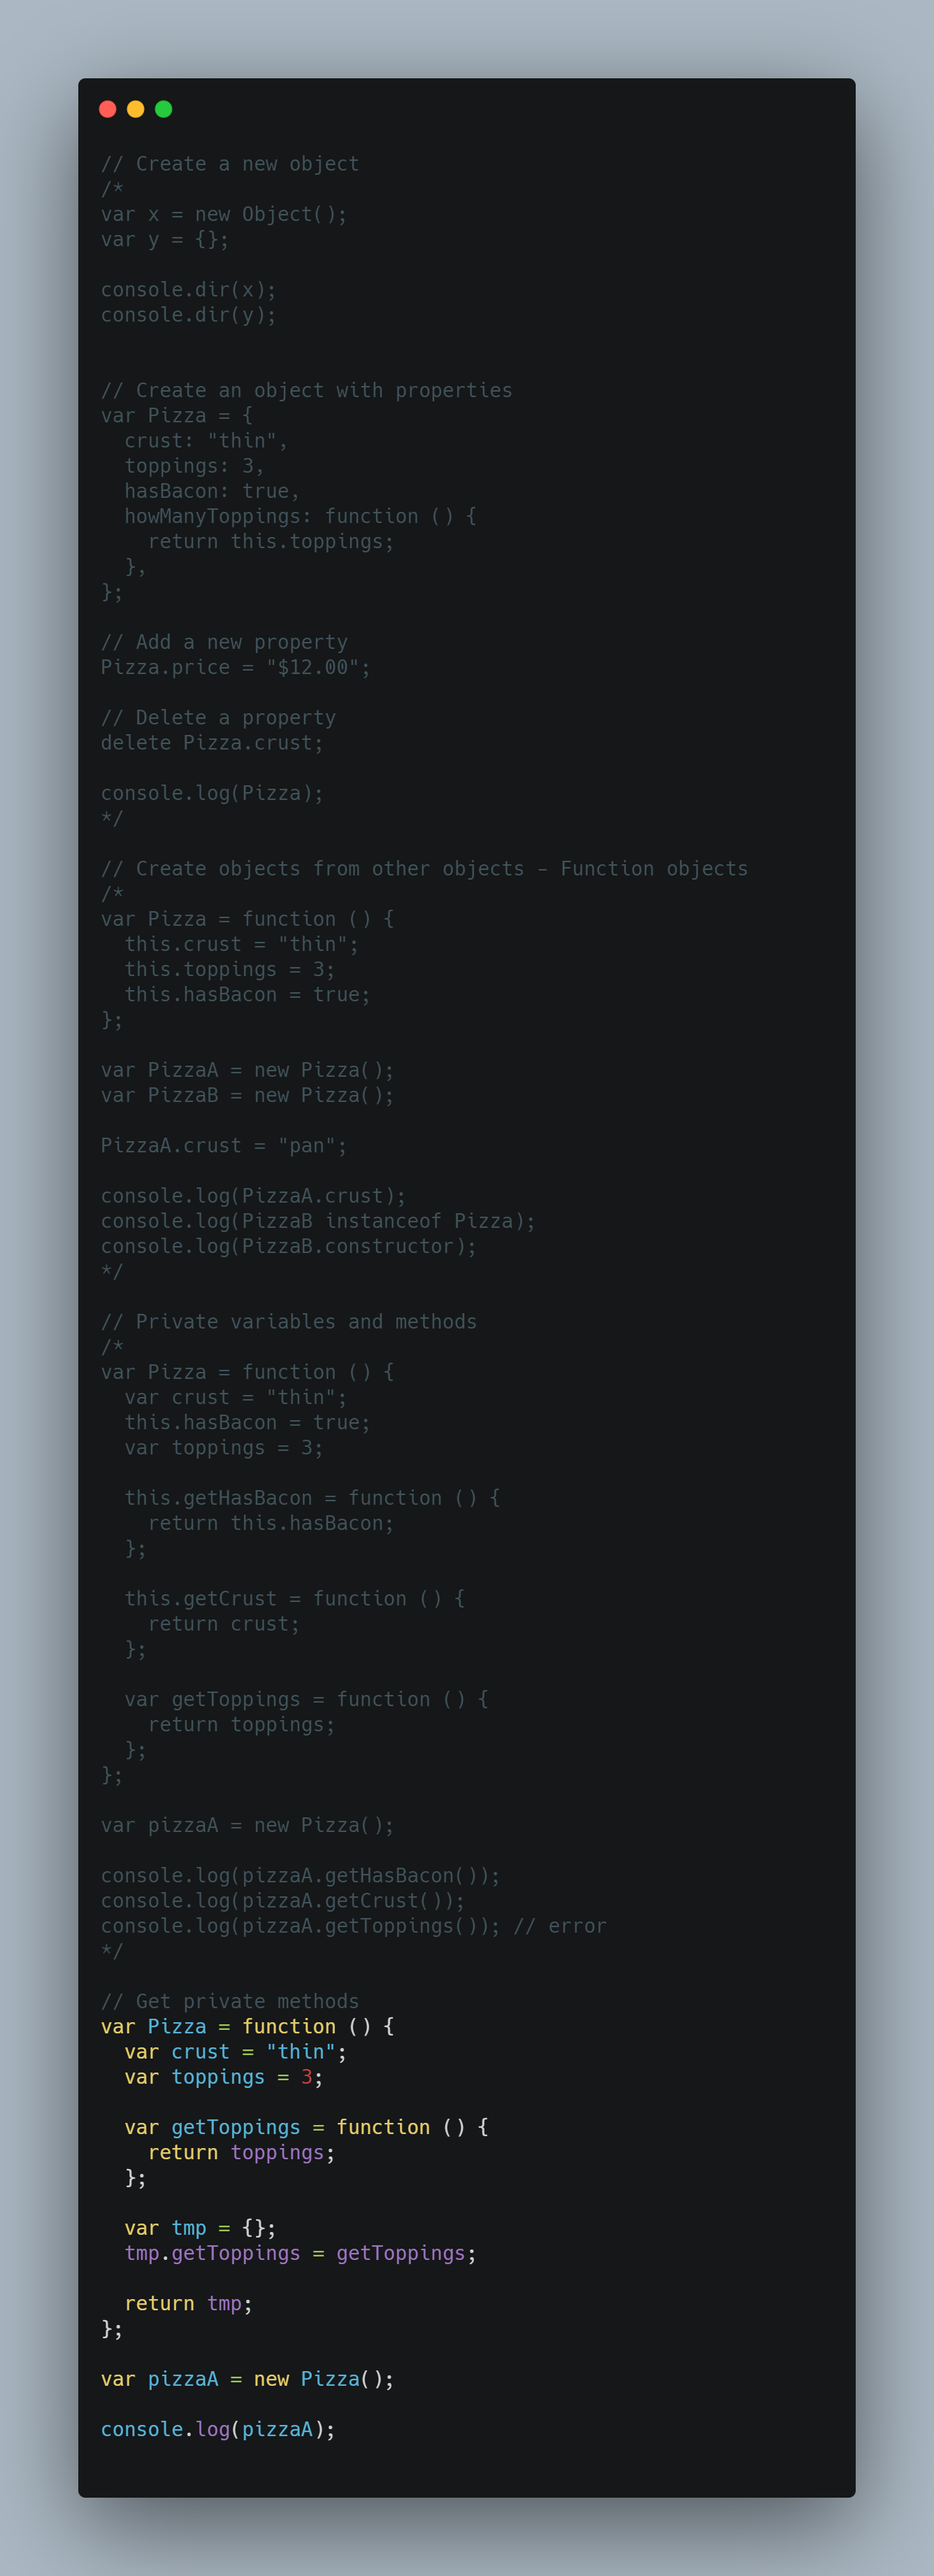 // Create a new object
/*
var x = new Object();
var y = {};

console.dir(x);
console.dir(y);


// Create an object with properties
var Pizza = {
  crust: "thin",
  toppings: 3,
  hasBacon: true,
  howManyToppings: function () {
    return this.toppings;
  },
};

// Add a new property
Pizza.price = "$12.00";

// Delete a property
delete Pizza.crust;

console.log(Pizza);
*/

// Create objects from other objects - Function objects
/*
var Pizza = function () {
  this.crust = "thin";
  this.toppings = 3;
  this.hasBacon = true;
};

var PizzaA = new Pizza();
var PizzaB = new Pizza();

PizzaA.crust = "pan";

console.log(PizzaA.crust);
console.log(PizzaB instanceof Pizza);
console.log(PizzaB.constructor);
*/

// Private variables and methods
/*
var Pizza = function () {
  var crust = "thin";
  this.hasBacon = true;
  var toppings = 3;

  this.getHasBacon = function () {
    return this.hasBacon;
  };

  this.getCrust = function () {
    return crust;
  };

  var getToppings = function () {
    return toppings;
  };
};

var pizzaA = new Pizza();

console.log(pizzaA.getHasBacon());
console.log(pizzaA.getCrust());
console.log(pizzaA.getToppings()); // error
*/

// Get private methods
var Pizza = function () {
  var crust = "thin";
  var toppings = 3;

  var getToppings = function () {
    return toppings;
  };

  var tmp = {};
  tmp.getToppings = getToppings;

  return tmp;
};

var pizzaA = new Pizza();

console.log(pizzaA);